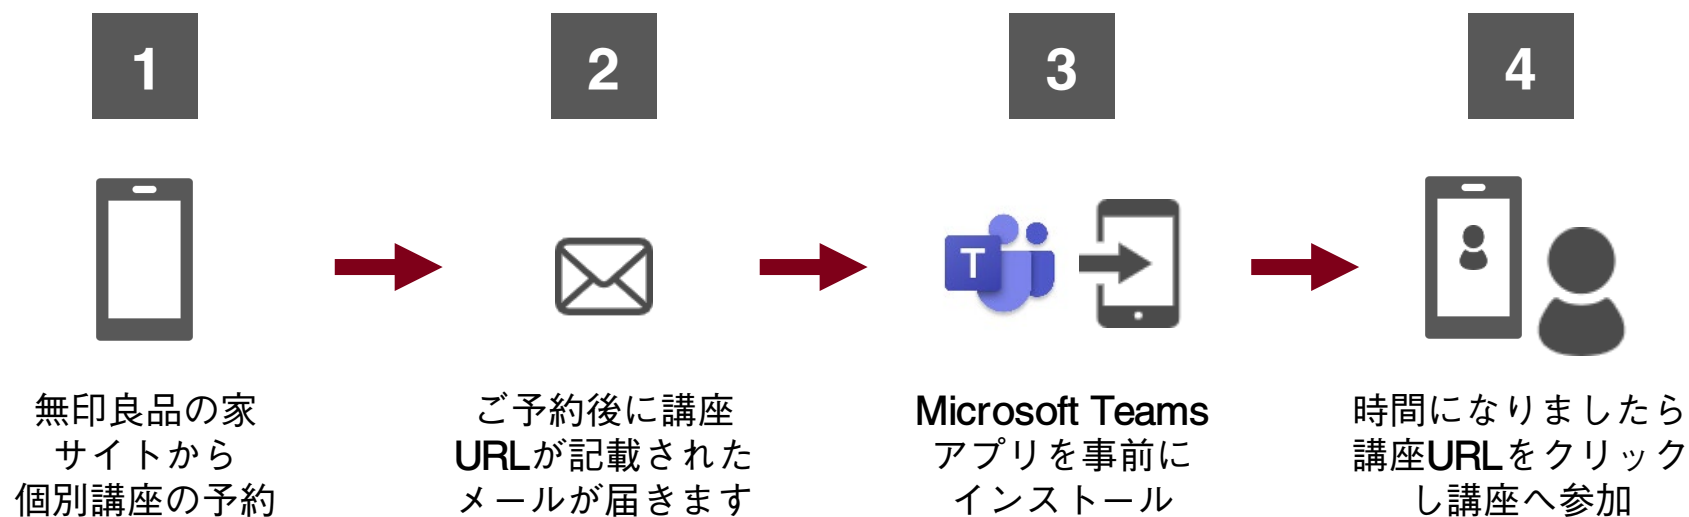 1
2
3
4
T
無印良品の家
サイトから
個別講座の予約
ご予約後に講座
URLが記載された
メールが届きます
Microsoft Teams
アプリを事前に
インストール
時間になりましたら
講座URLをクリック
し講座へ参加